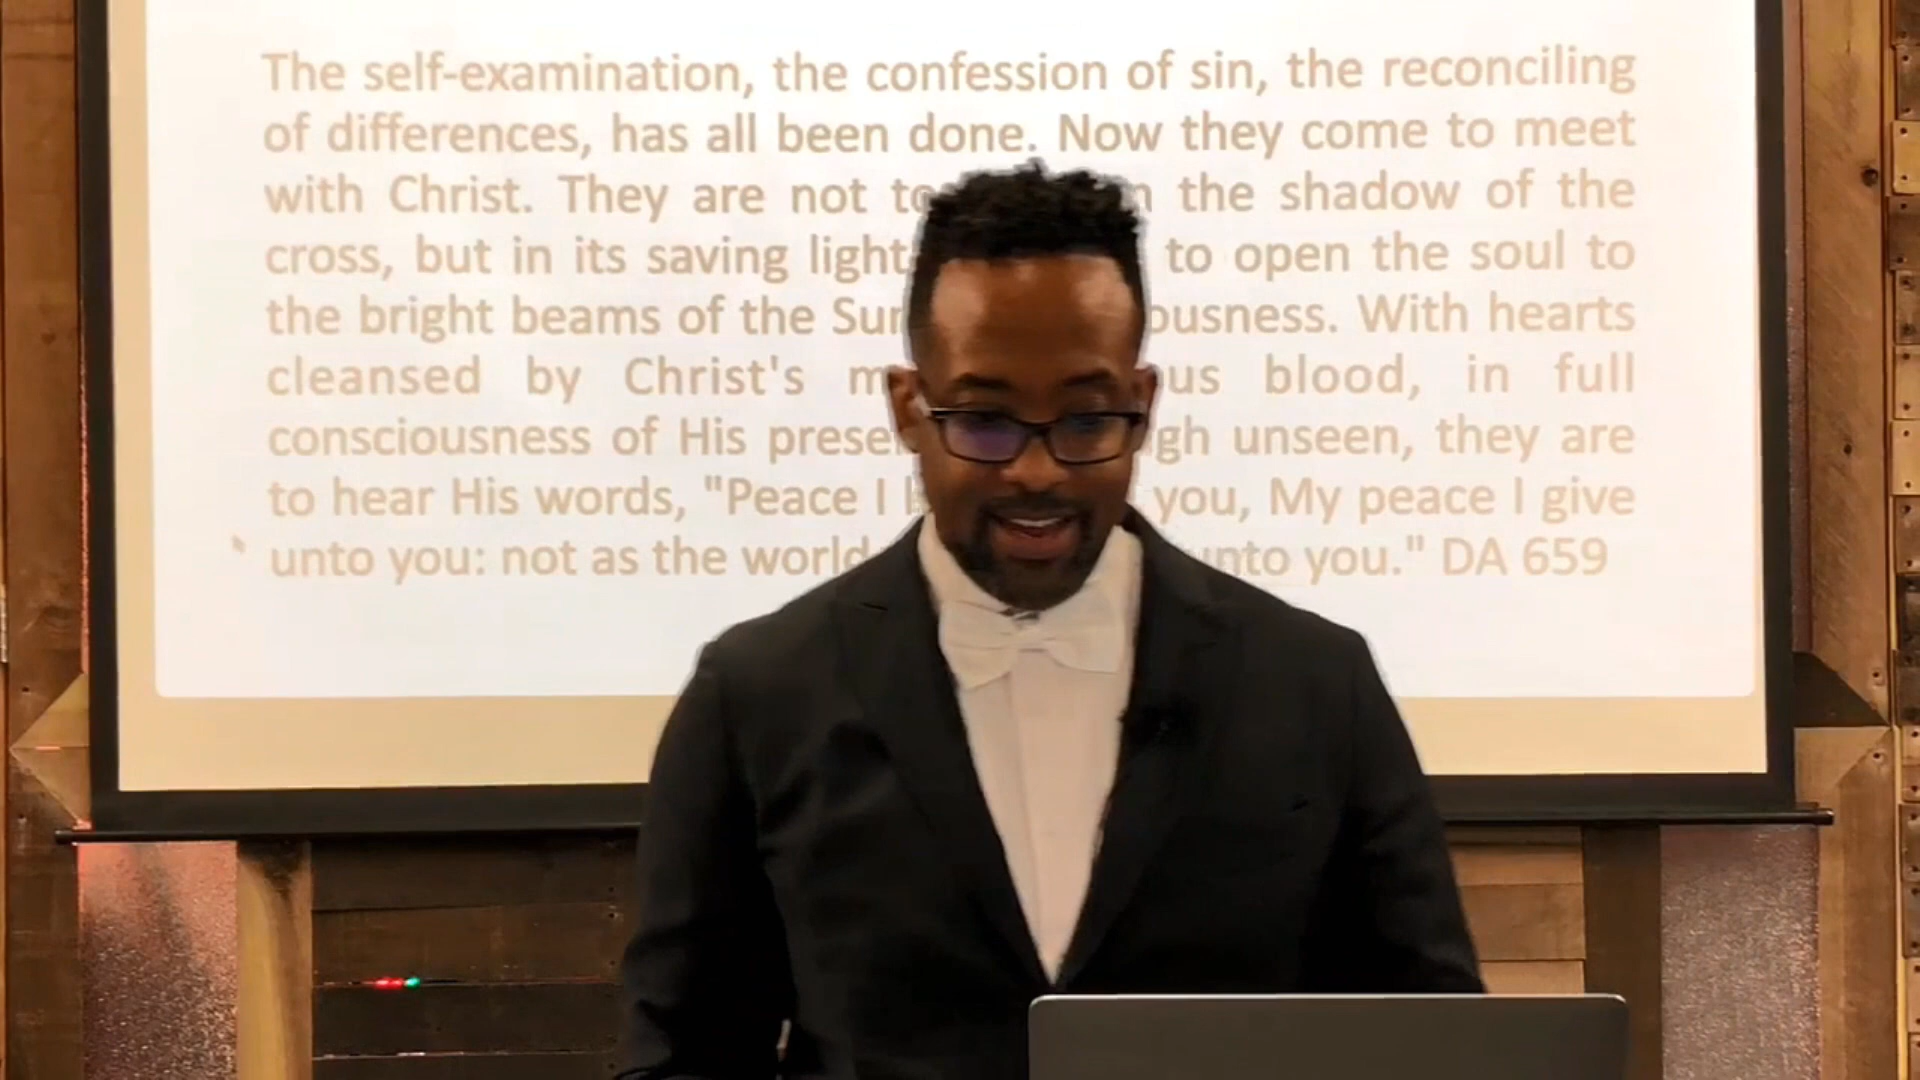 The self-examination, the confession of sin, the reconciling
of differences, has all been done. Now they come to meet
with Christ. They are not the shadow of the
cross, but in its saving light to open the soul to
the bright beams of the With hearts
cleansed by Christ's blood, in full
consciousness of His unseen, they are
to hear His words, "Peace I you, My peace I give
unto you: not as the world unto you." DA 659